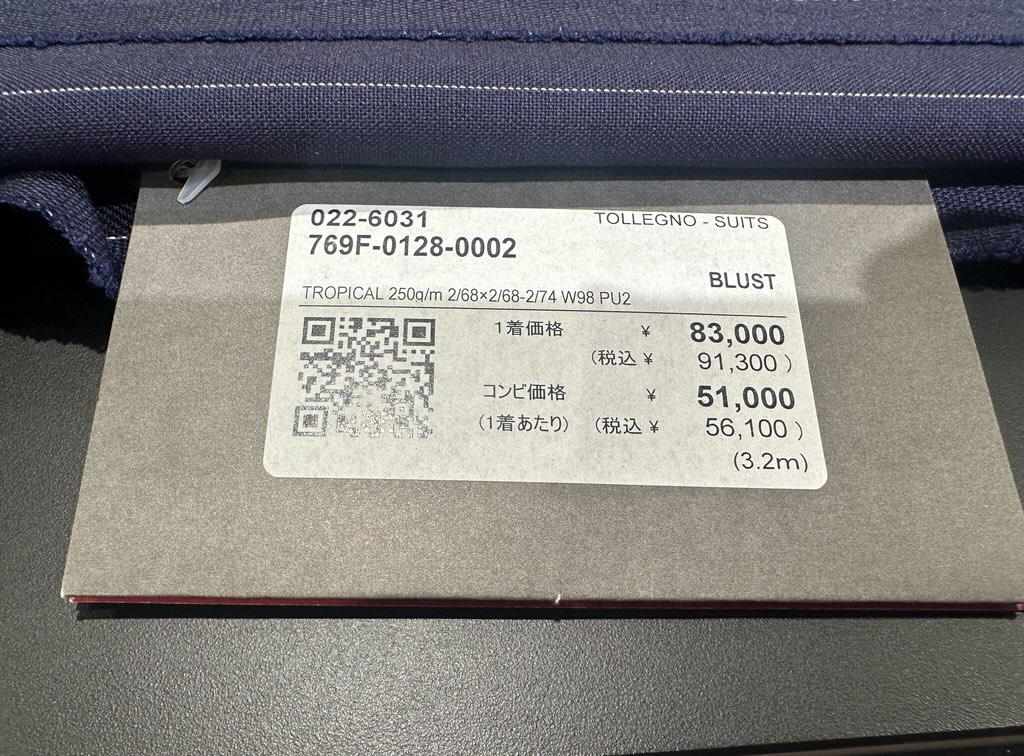 022-6031 TOLLEGNO - SUITS
769F-0128-0002
BLUST
TROPICAL 250g/m 2/68×2/68-2/74 W98 PU2
1着価格 ¥ 83,000
(税込 ¥ 91,300 )
コンビ価格 ¥ 51,000
(1着あたり) (税込 ¥ 56,100 )
(3.2m)